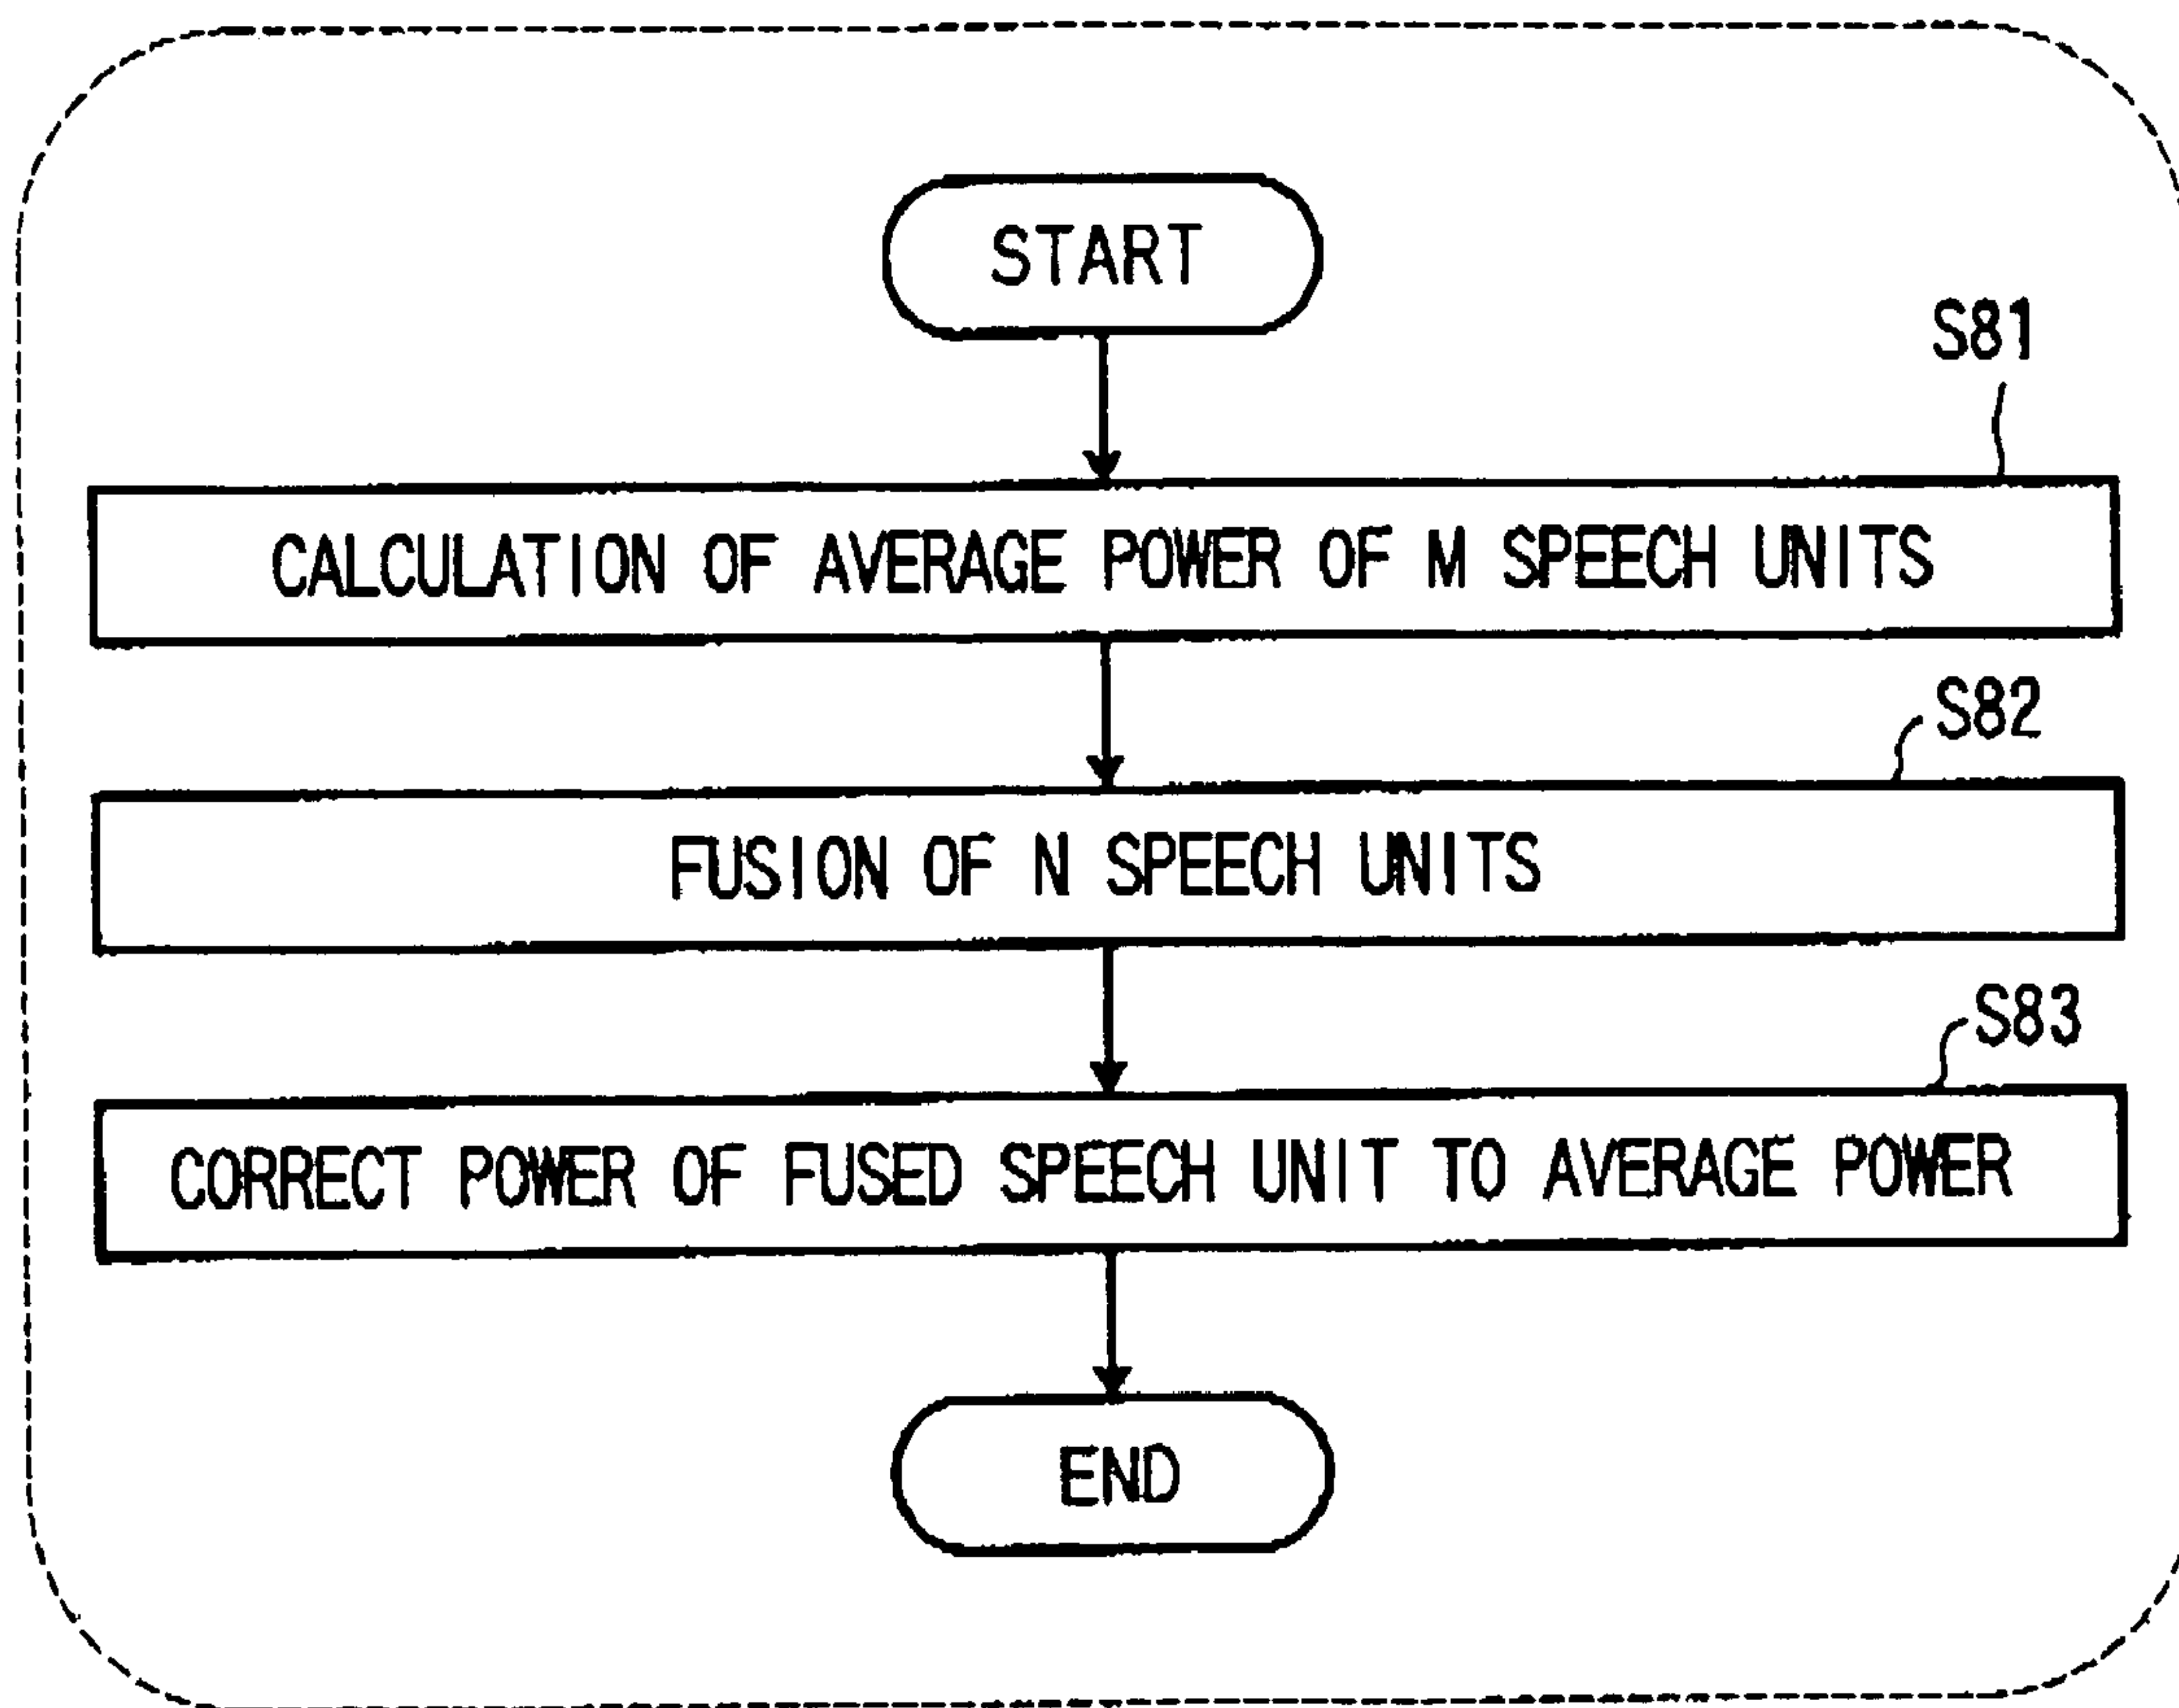 START
S81
CALCULATION OF AVERAGE POWER OF M SPEECH UNITS
S82
FUSION OF N SPEECH UNITS
S83
CORRECT POWER OF FUSED SPEECH UNIT TO AVERAGE POWER
END